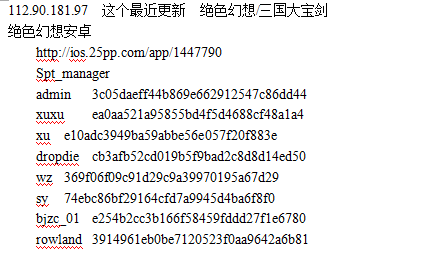 112.90.181.97 这个最近更新 绝色幻想/三国大宝剑
绝色幻想安卓
http://ios.25pp.com/app/1447790
Spt_manager
admin 3c05daeff44b869e662912547c86dd44
xuxu ea0aa521a95855bd4f5d4688cf48a1a4
xu e10adc3949ba59abbe56e057f20f883e
dropdie cb3afb52cd019b5f9bad2c8d8d14ed50
wz 369f06f09c91d29c9a39970195a67d29
sy 74ebc86bf29164cfd7a9945d4ba6f8f0
bjzc_01 e254b2cc3b166f58459fddd27f1e6780
rowland 3914961eb0be7120523f0aa9642a6b81